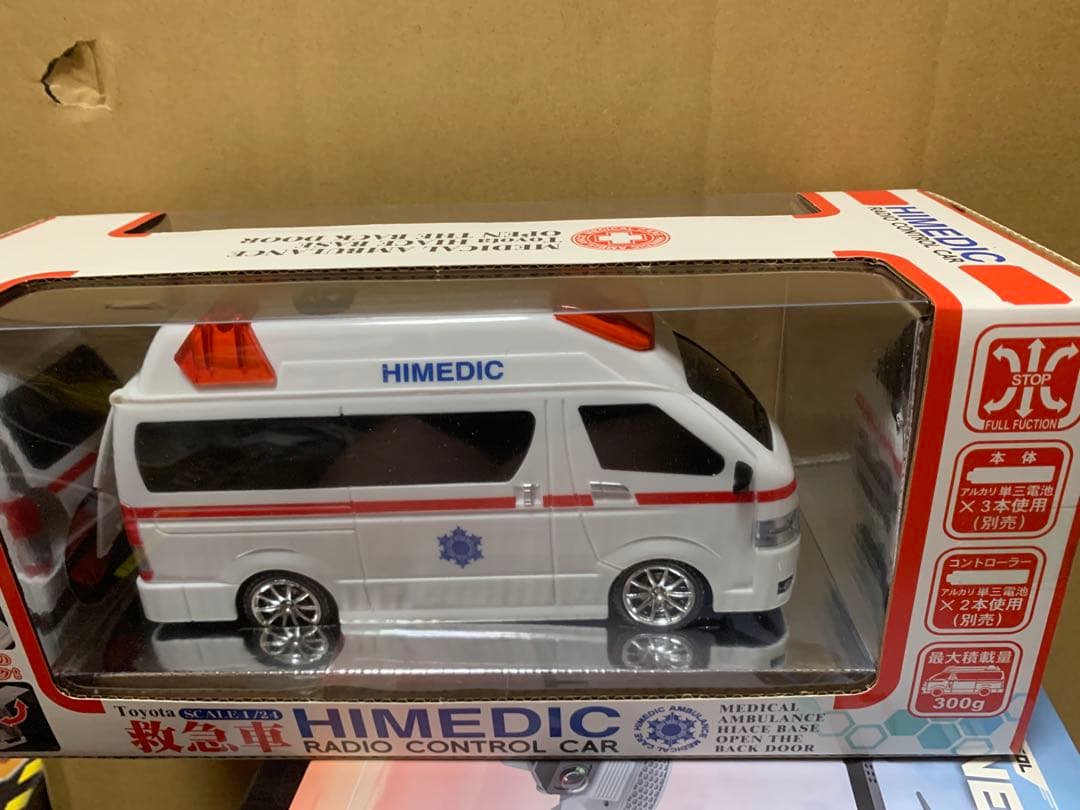 MEDICAL AMBULANCE
Toyota HIACE BASE
OPEN THE BACK DOOR
HIMEDIC
RADIO CONTROL CAR
HIMEDIC
STOP
FULL FUCTION
本体
アルカリ単三電池
×3本使用
(別売)
コントローラー
アルカリ単三電池
×2本使用
(別売)
最大積載量
300g
Toyota SCALE 1/24
救急車
HIMEDIC
RADIO CONTROL CAR
HIMEDIC AMBULANCE
MEDICAL CARE
MEDICAL
AMBULANCE
HIACE BASE
OPEN THE
BACK DOOR